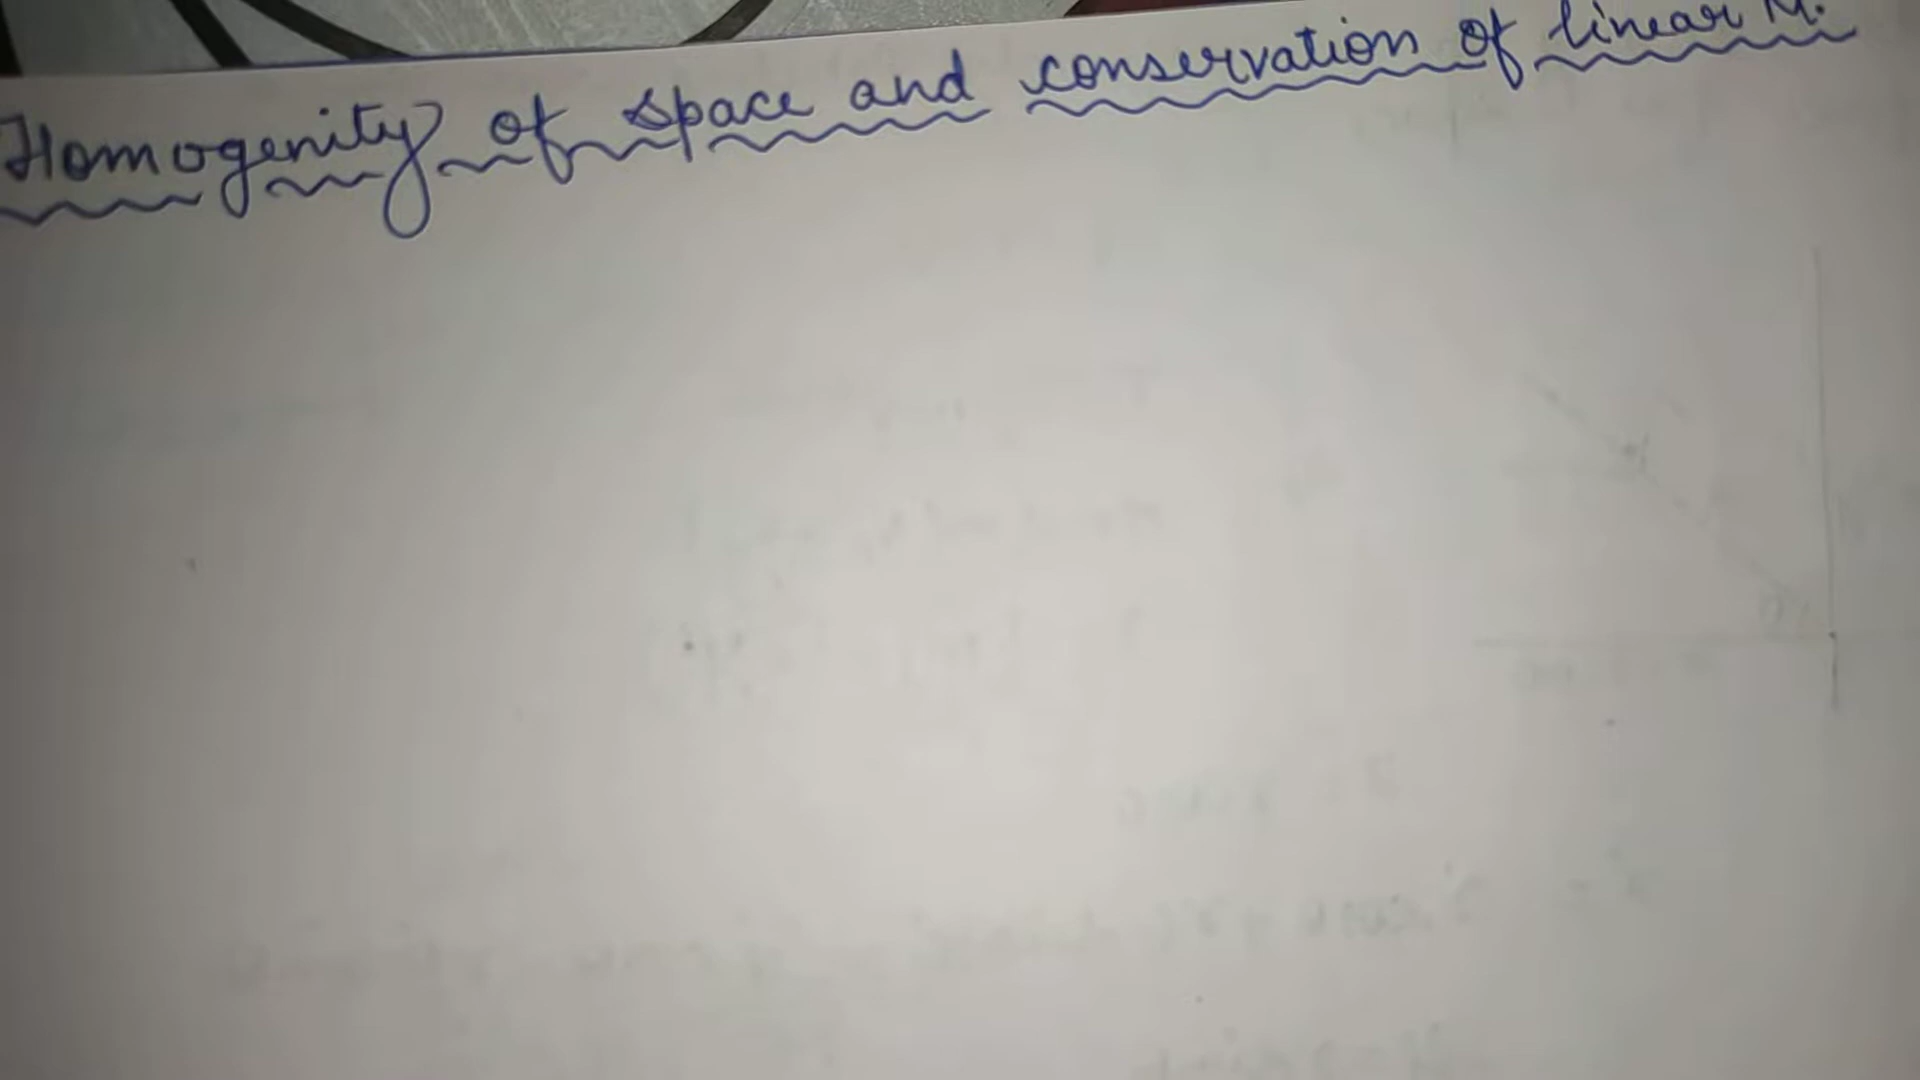 Homogenity of space and conservation of linear M.